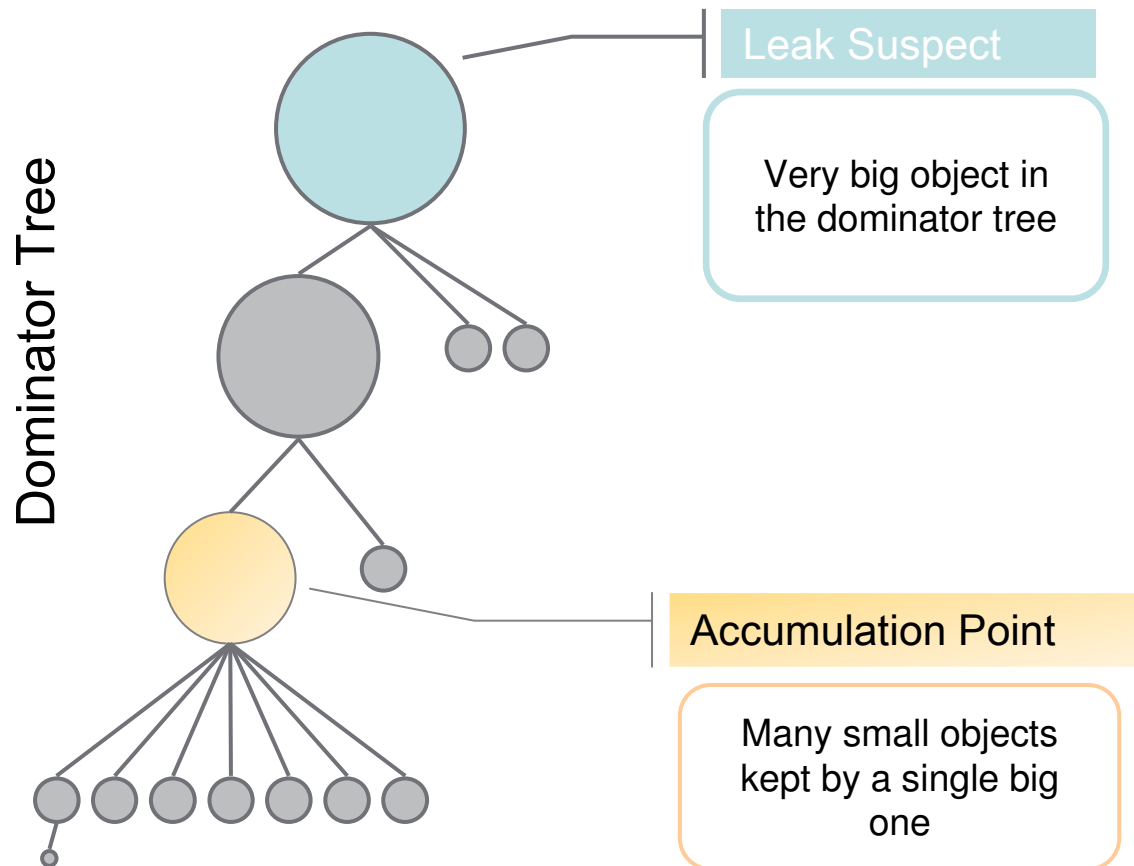 Dominator Tree
Leak Suspect
Very big object in
the dominator tree
Accumulation Point
Many small objects
kept by a single big
one